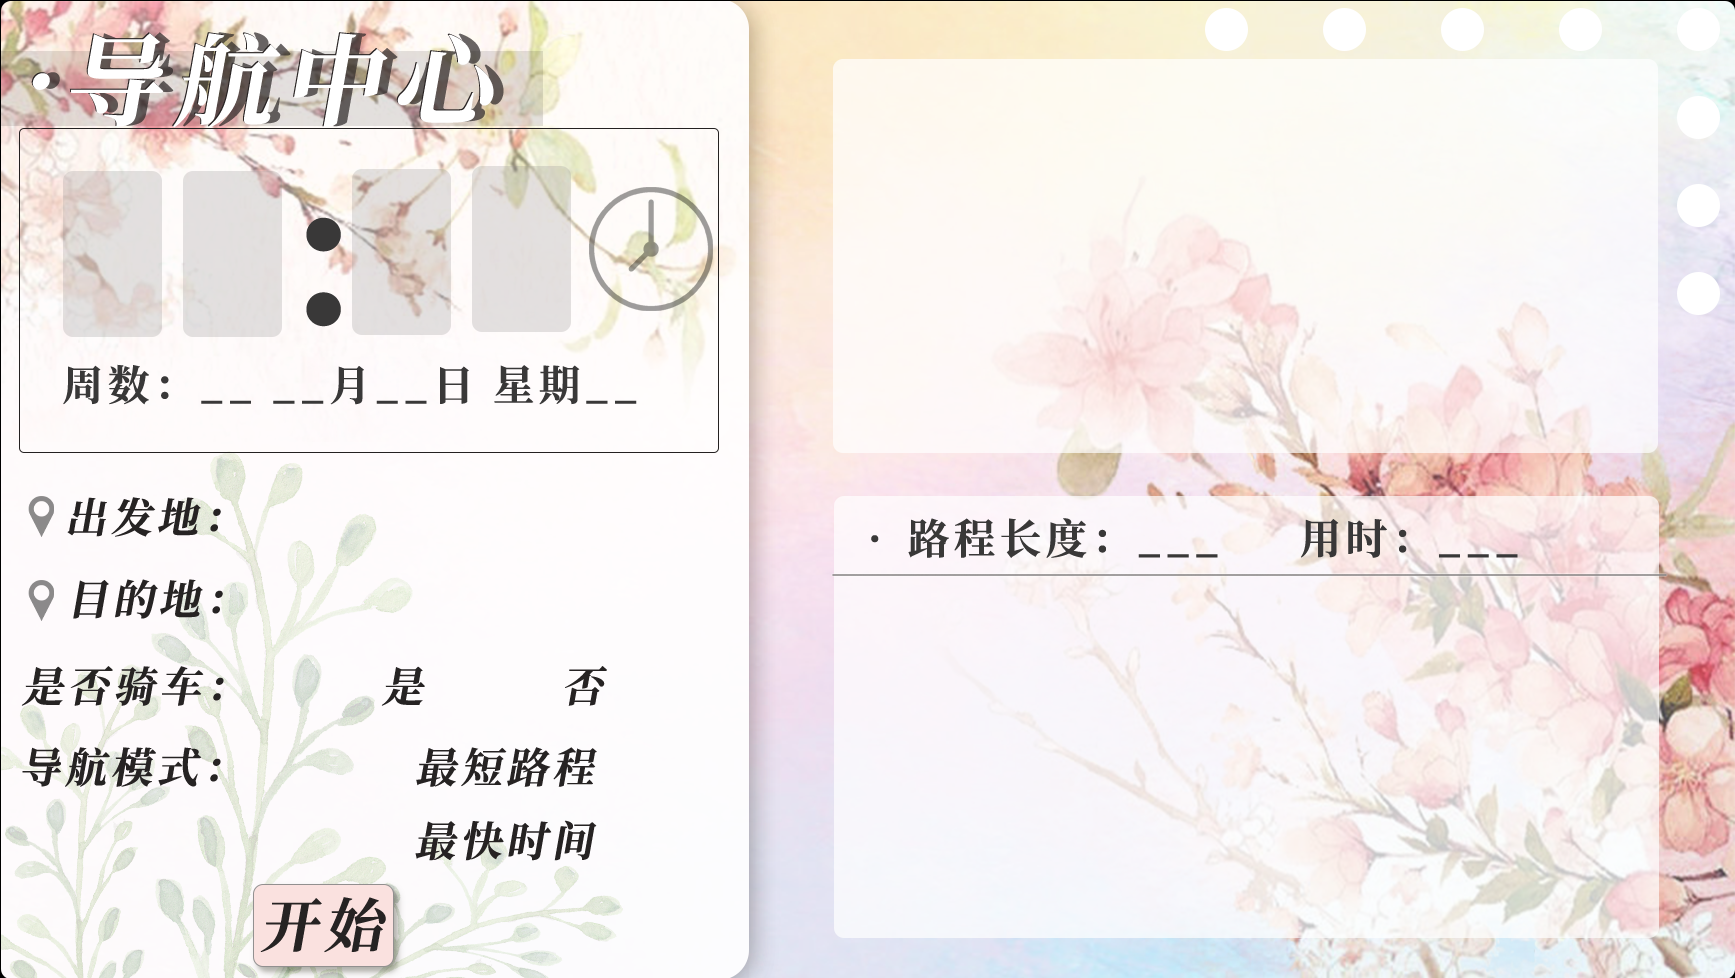 ·导航中心
周数：__ __月__日 星期__
出发地：
目的地：
是否骑车： 是 否
导航模式： 最短路程
最快时间
开始
· 路程长度：___ 用时：___